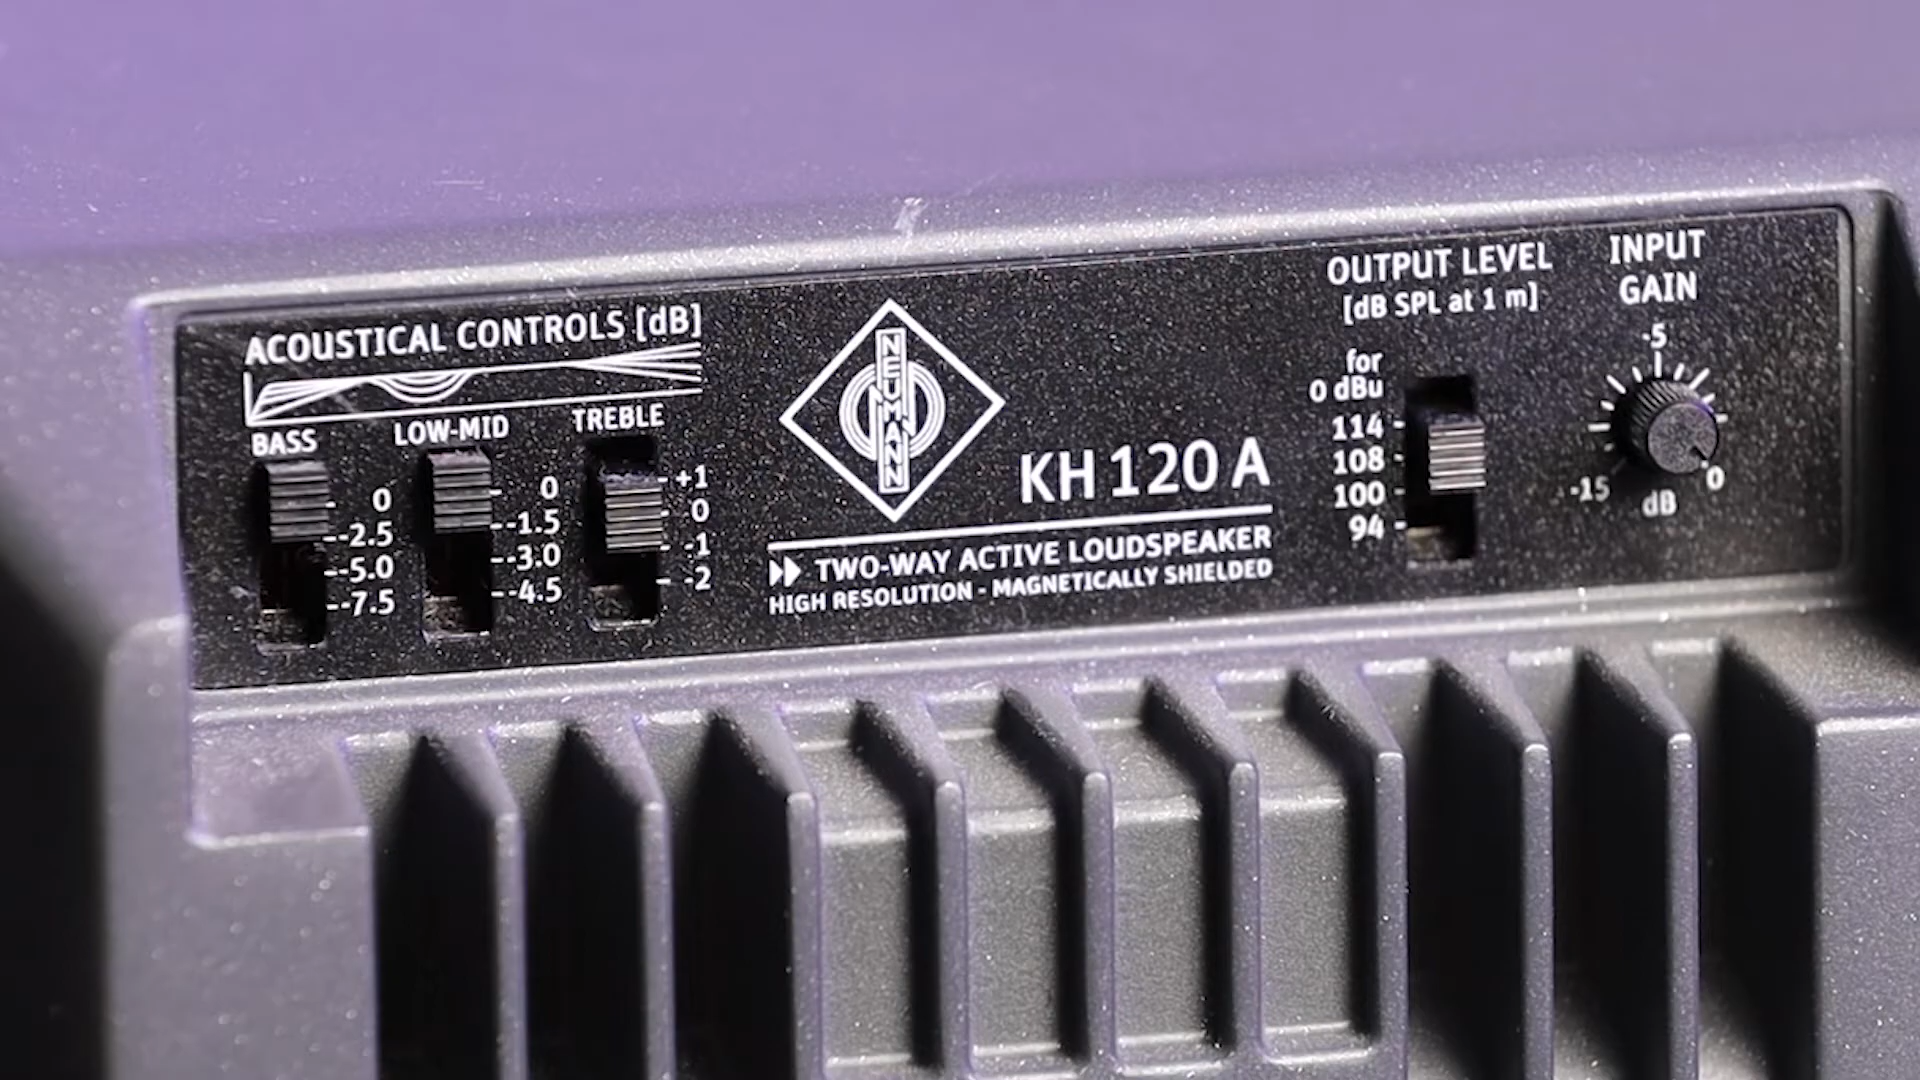 ACOUSTICAL CONTROLS [dB]
BASS
0
-2.5
-5.0
-7.5
LOW-MID
0
-1.5
-3.0
-4.5
TREBLE
+1
0
-1
-2
NEUMANN
KH 120 A
TWO-WAY ACTIVE LOUDSPEAKER
HIGH RESOLUTION - MAGNETICALLY SHIELDED
OUTPUT LEVEL
[dB SPL at 1 m]
for
0 dBu
114
108
100
94
INPUT
GAIN
-5
-15
0
dB